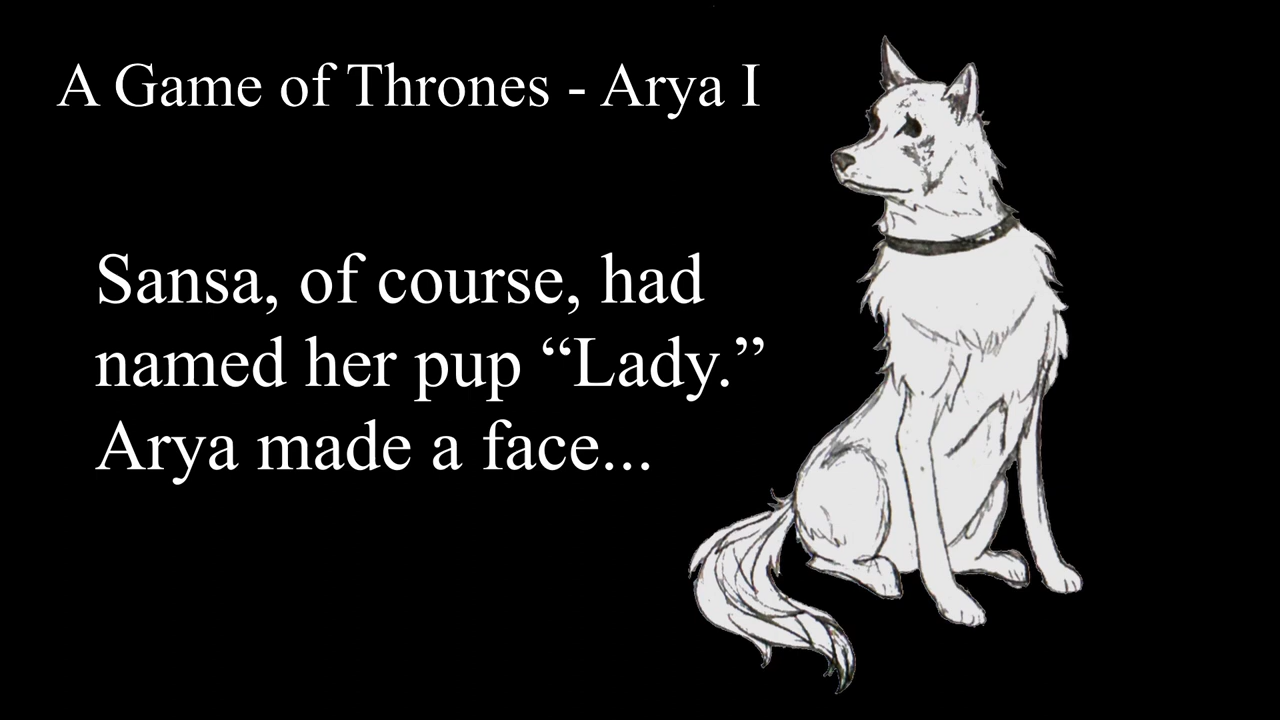 A Game of Thrones - Arya I
Sansa, of course, had
named her pup “Lady.”
Arya made a face...